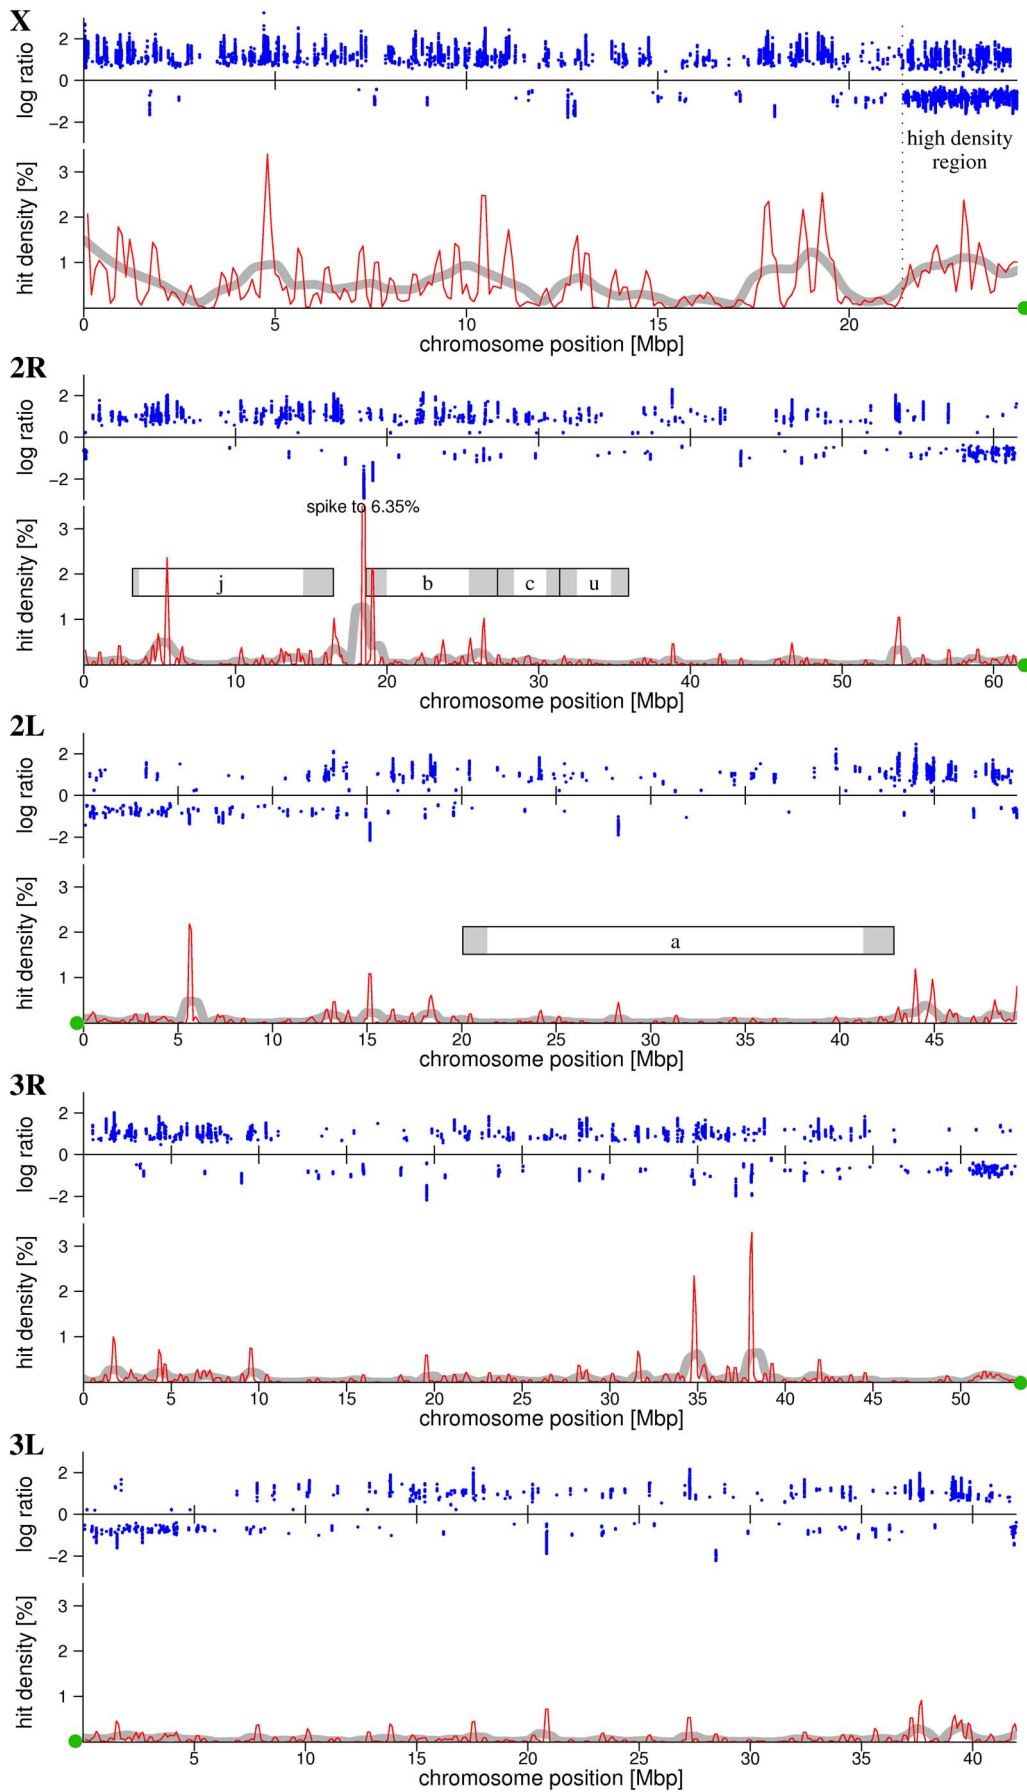 X
log ratio
2
0
−2
high density
region
hit density [%]
3
2
1
0 5 10 15 20
chromosome position [Mbp]
2R
log ratio
2
0
−2
spike to 6.35%
hit density [%]
3
2
1
j b c u
0 10 20 30 40 50 60
chromosome position [Mbp]
2L
log ratio
2
0
−2
hit density [%]
3
2
1
a
0 5 10 15 20 25 30 35 40 45
chromosome position [Mbp]
3R
log ratio
2
0
−2
hit density [%]
3
2
1
0 5 10 15 20 25 30 35 40 45 50
chromosome position [Mbp]
3L
log ratio
2
0
−2
hit density [%]
3
2
1
5 10 15 20 25 30 35 40
chromosome position [Mbp]